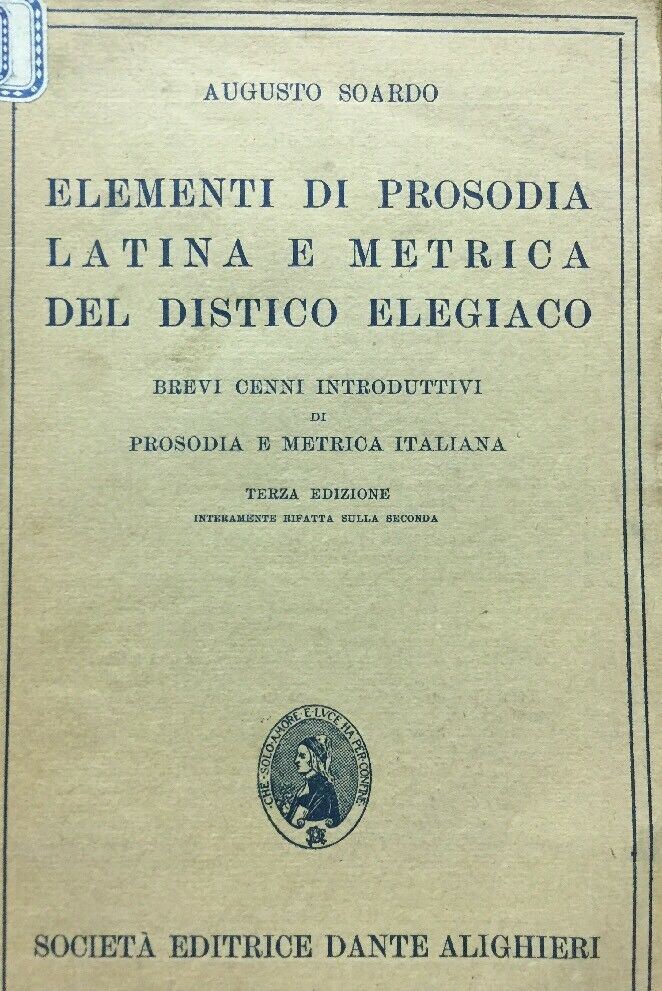 AUGUSTO SOARDO
ELEMENTI DI PROSODIA
LATINA E METRICA
DEL DISTICO ELEGIACO
BREVI CENNI INTRODUTTIVI
DI
PROSODIA E METRICA ITALIANA
TERZA EDIZIONE
INTERAMENTE RIFATTA SULLA SECONDA
CHE·SOLO·AMORE·E·LVCE·HA·PER·CONFINE
SOCIETÀ EDITRICE DANTE ALIGHIERI